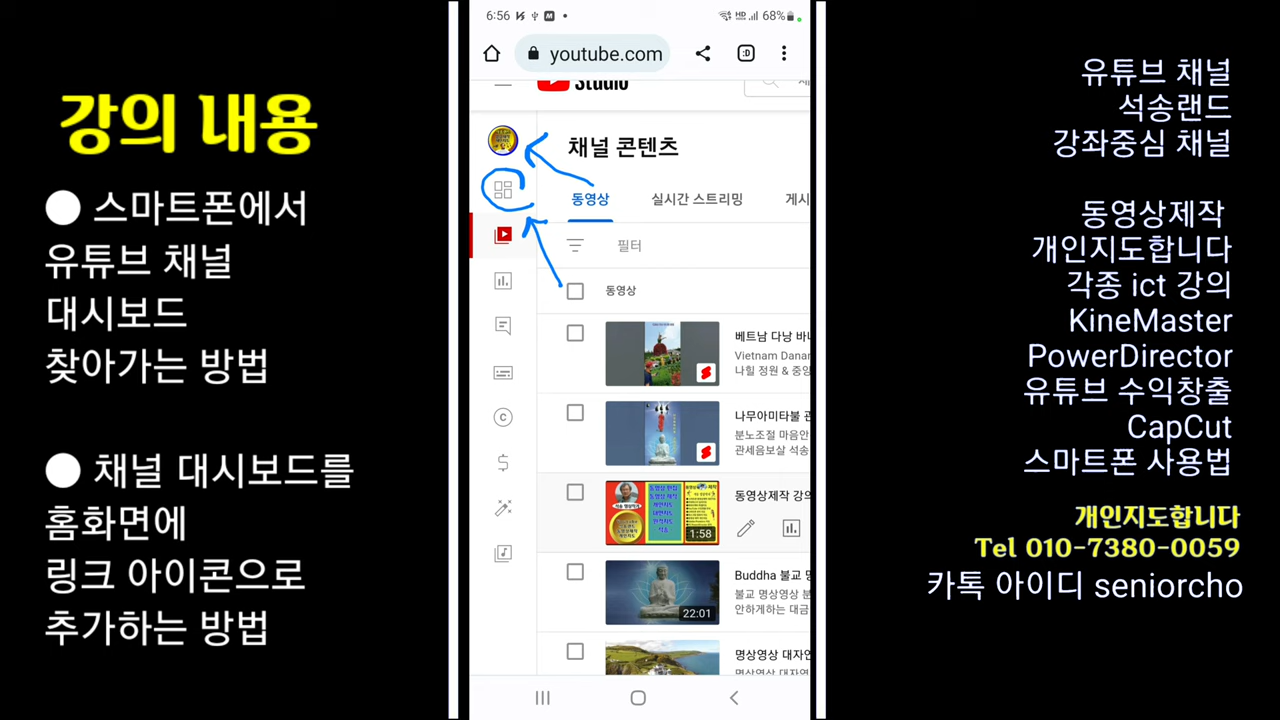 강의 내용
● 스마트폰에서
유튜브 채널
대시보드
찾아가는 방법
● 채널 대시보드를
홈화면에
링크 아이콘으로
추가하는 방법
6:56
68%
youtube.com
:D
Studio
채널 콘텐츠
동영상 실시간 스트리밍 게시
필터
동영상
베트남 다낭 바나
Vietnam Danan
나힐 정원 & 중앙
나무아미타불 관
분노조절 마음안
관세음보살 석송
동영상제작 강의
1:58
Buddha 불교 명
불교 명상영상 분
안하게하는 대금
22:01
명상영상 대자연
유튜브 채널
석송랜드
강좌중심 채널
동영상제작
개인지도합니다
각종 ict 강의
KineMaster
PowerDirector
유튜브 수익창출
CapCut
스마트폰 사용법
개인지도합니다
Tel 010-7380-0059
카톡 아이디 seniorcho